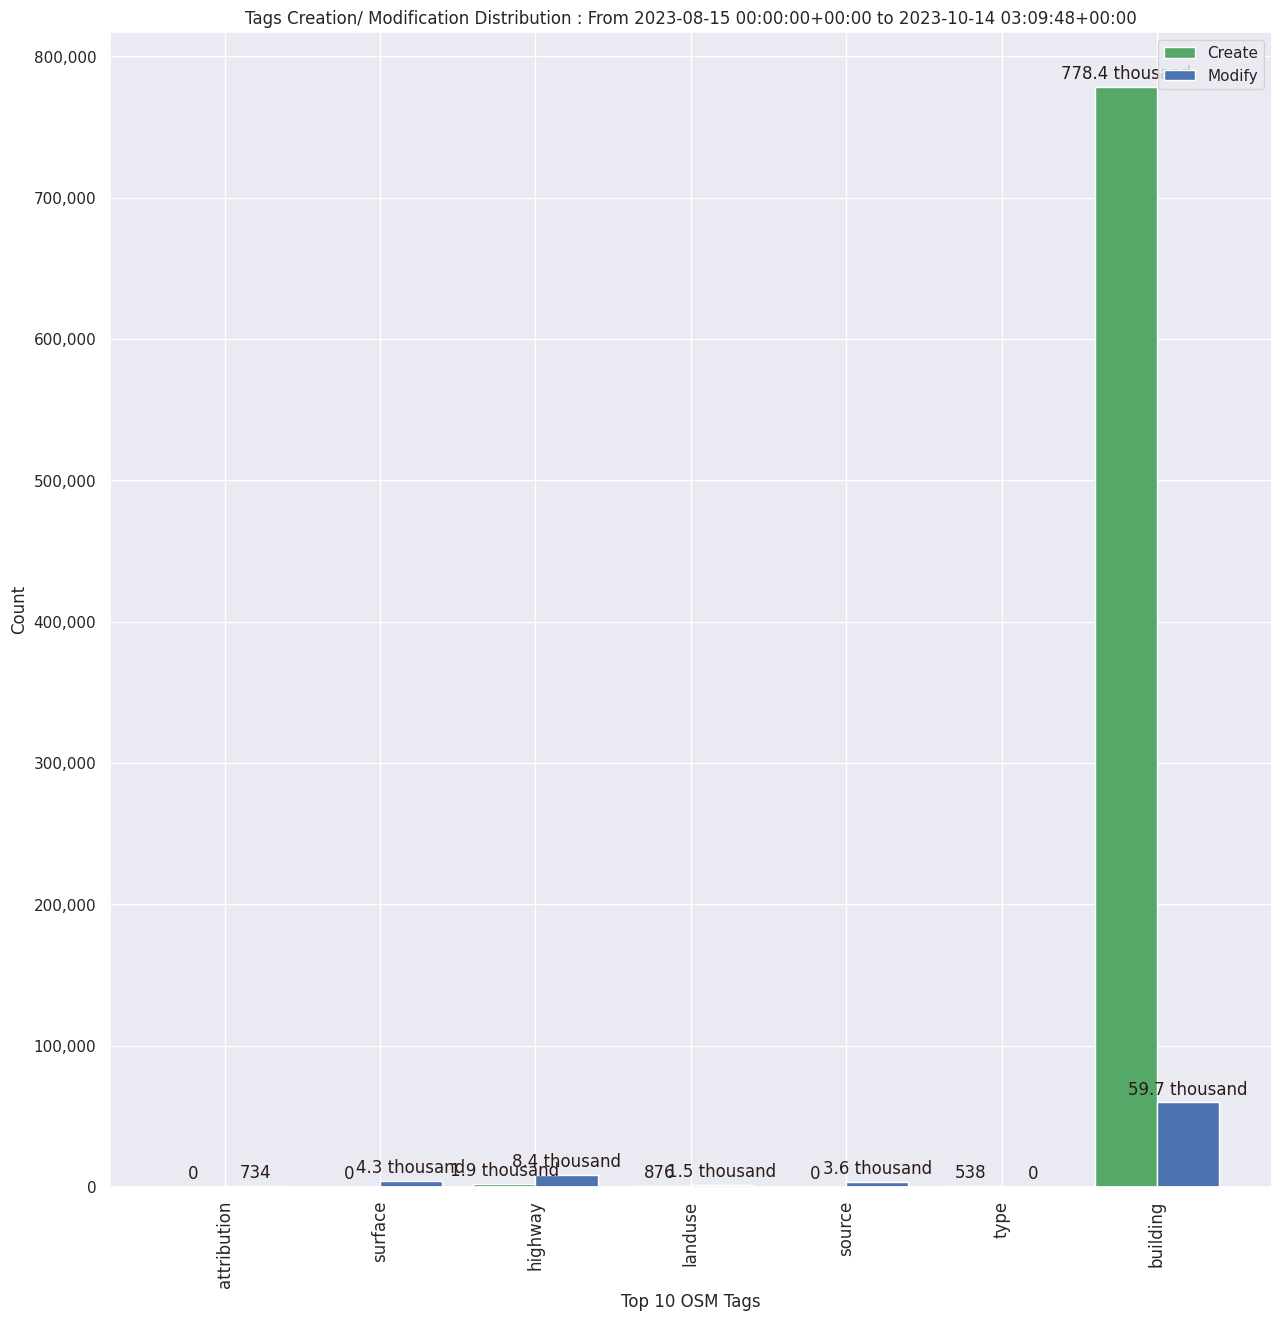 Tags Creation/ Modification Distribution : From 2023-08-15 00:00:00+00:00 to 2023-10-14 03:09:48+00:00
Create
Modify
Count
800,000
700,000
600,000
500,000
400,000
300,000
200,000
100,000
0
778.4 thousand
59.7 thousand
0
734
0
4.3 thousand
1.9 thousand
8.4 thousand
876
1.5 thousand
0
3.6 thousand
538
0
attribution
surface
highway
landuse
source
type
building
Top 10 OSM Tags